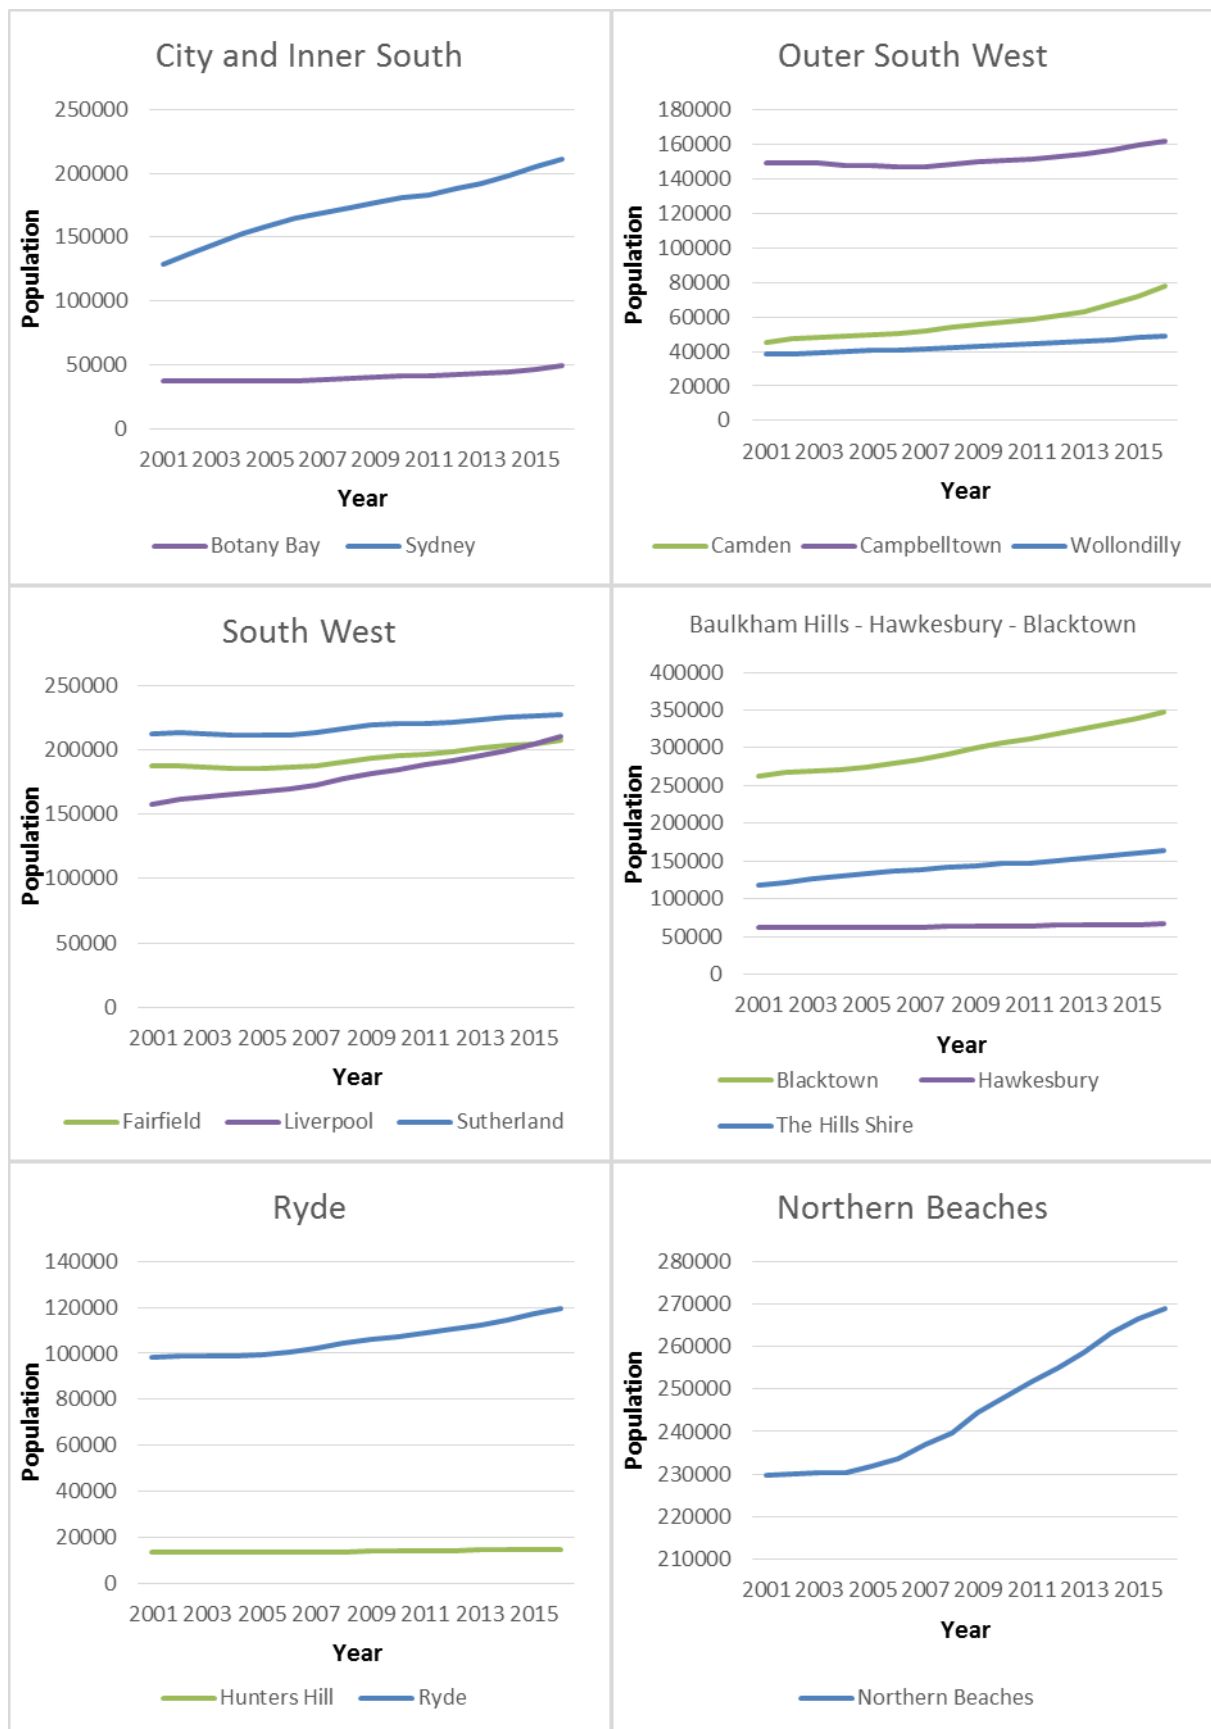 City and Inner South
250000
200000
150000
100000
50000
0
Population
2001 2003 2005 2007 2009 2011 2013 2015
Year
Botany Bay Sydney
Outer South West
180000
160000
140000
120000
100000
80000
60000
40000
20000
0
Population
2001 2003 2005 2007 2009 2011 2013 2015
Year
Camden Campbelltown Wollondilly
South West
250000
200000
150000
100000
50000
0
Population
2001 2003 2005 2007 2009 2011 2013 2015
Year
Fairfield Liverpool Sutherland
Baulkham Hills - Hawkesbury - Blacktown
400000
350000
300000
250000
200000
150000
100000
50000
0
Population
2001 2003 2005 2007 2009 2011 2013 2015
Year
Blacktown Hawkesbury
The Hills Shire
Ryde
140000
120000
100000
80000
60000
40000
20000
0
Population
2001 2003 2005 2007 2009 2011 2013 2015
Year
Hunters Hill Ryde
Northern Beaches
280000
270000
260000
250000
240000
230000
220000
210000
Population
2001 2003 2005 2007 2009 2011 2013 2015
Year
Northern Beaches